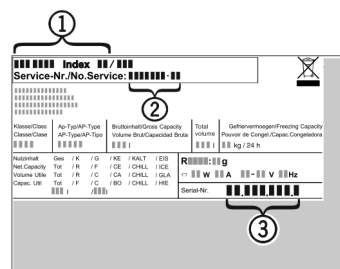 1
Index /
Service-Nr./No.Service: -
2
Klasse/Class Ap-Typ/AP-Type Bruttoinhalt/Gross Capacity Total Gefriervermoegen/Freezing Capacity
Classe/Clase AP-Type/AP-Tipo Volume Brut/Capacidad Bruta volume Pouvoir de Congel./Capac.Congeladora
l l kg / 24 h
Nutzinhalt Ges / K / G / KE / KALT / EIS
Net.Capacity Tot / R / F / CE / CHILL / ICE
Volume Utile Tot / R / C / CA / CHILL / GLA
Capac. Util Tot / F / C / BO / CHILL / HIE
l / l
R : g
W A - V Hz
Serial-Nr. . . .
3